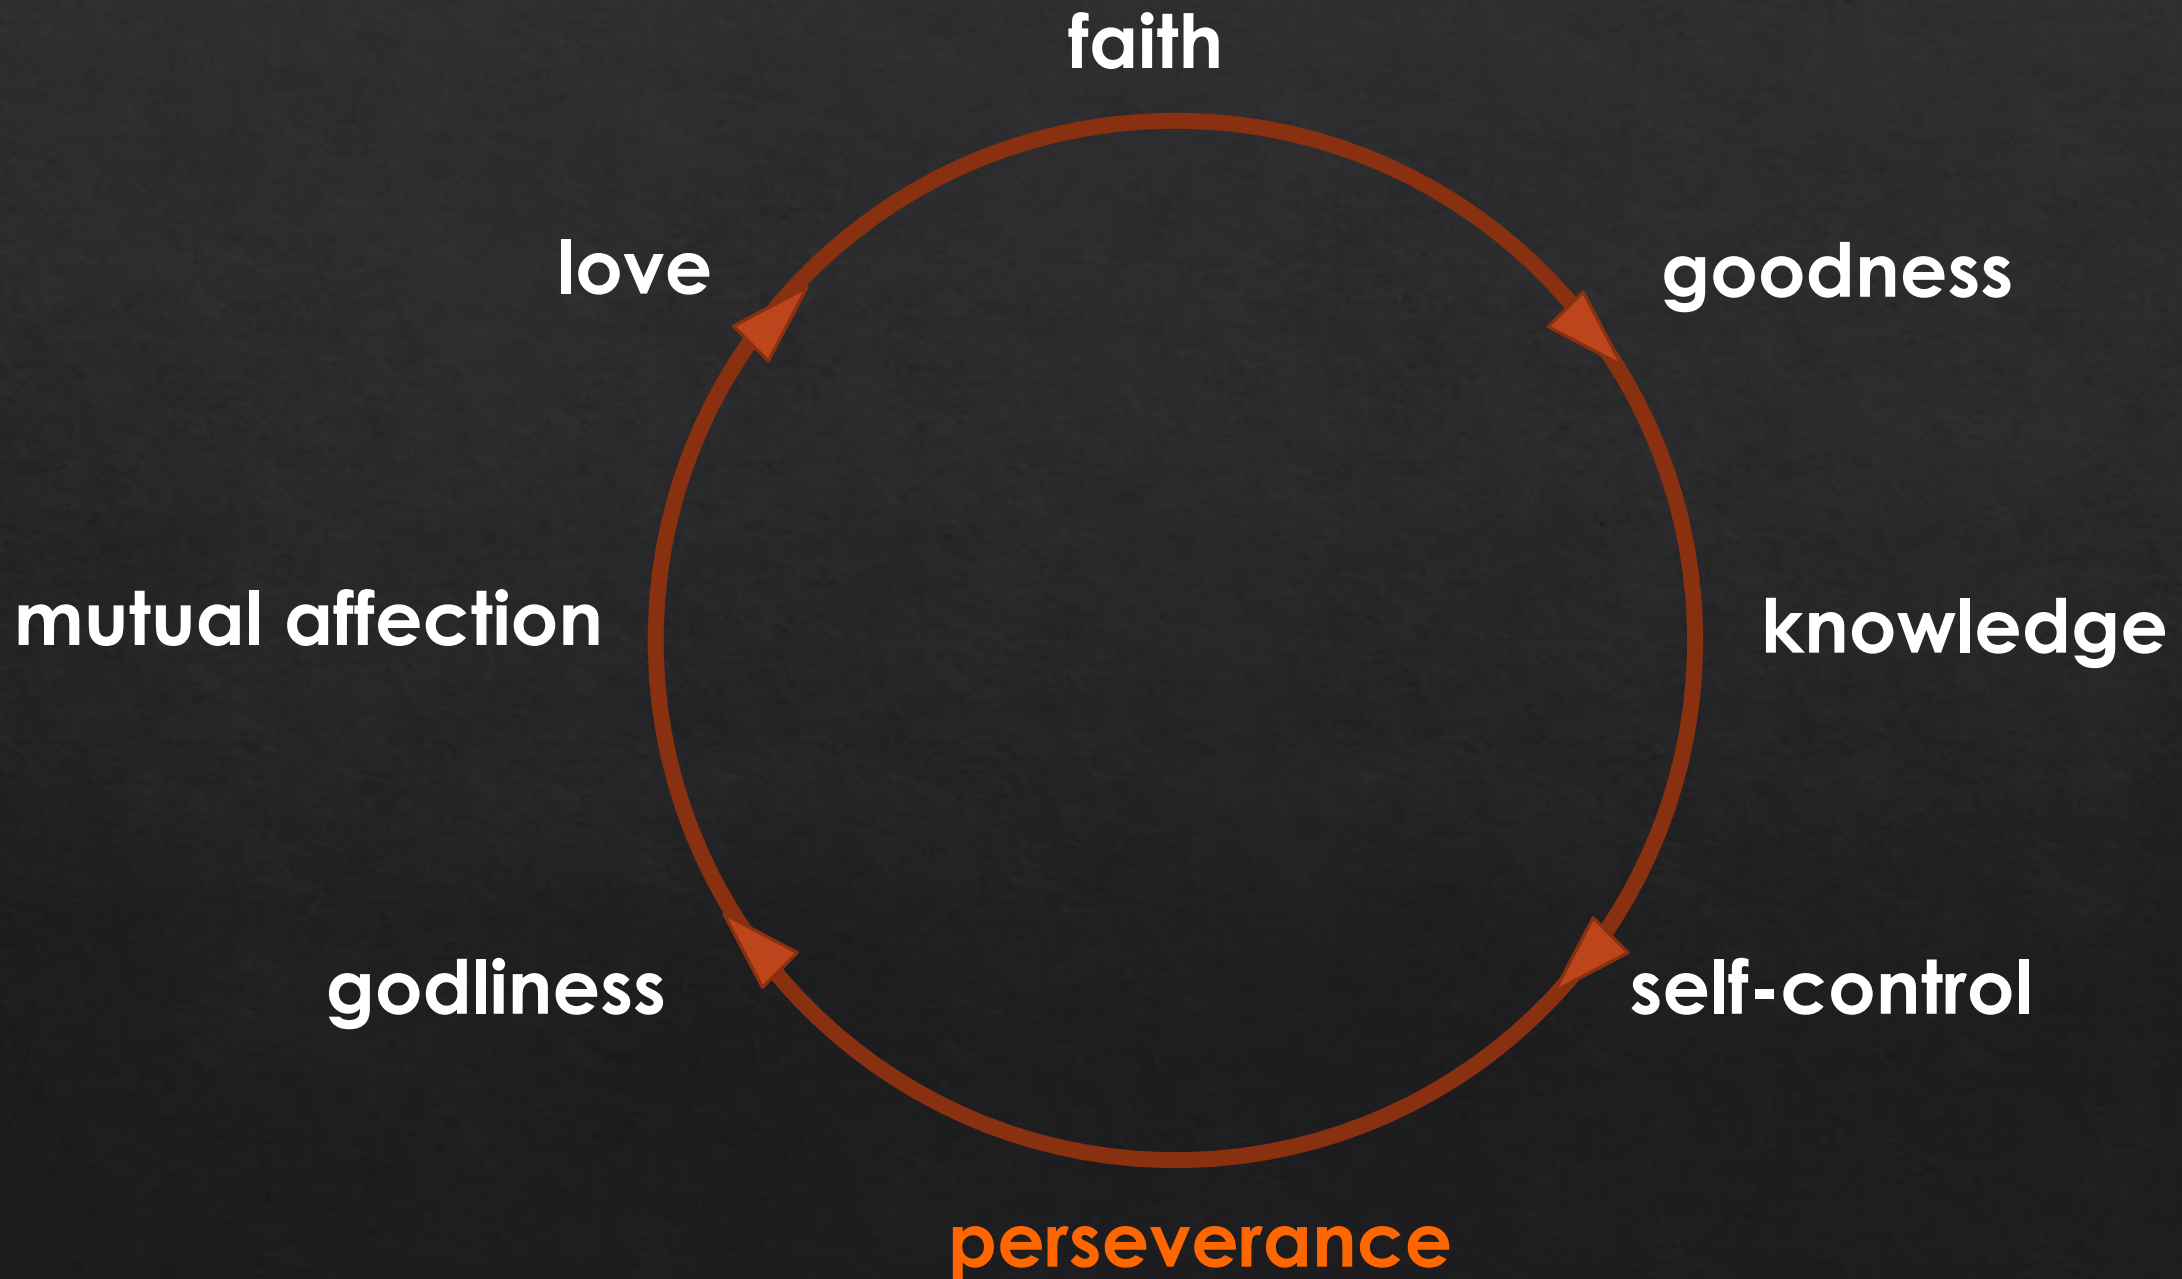 faith
love
goodness
mutual affection
knowledge
godliness
self-control
perseverance